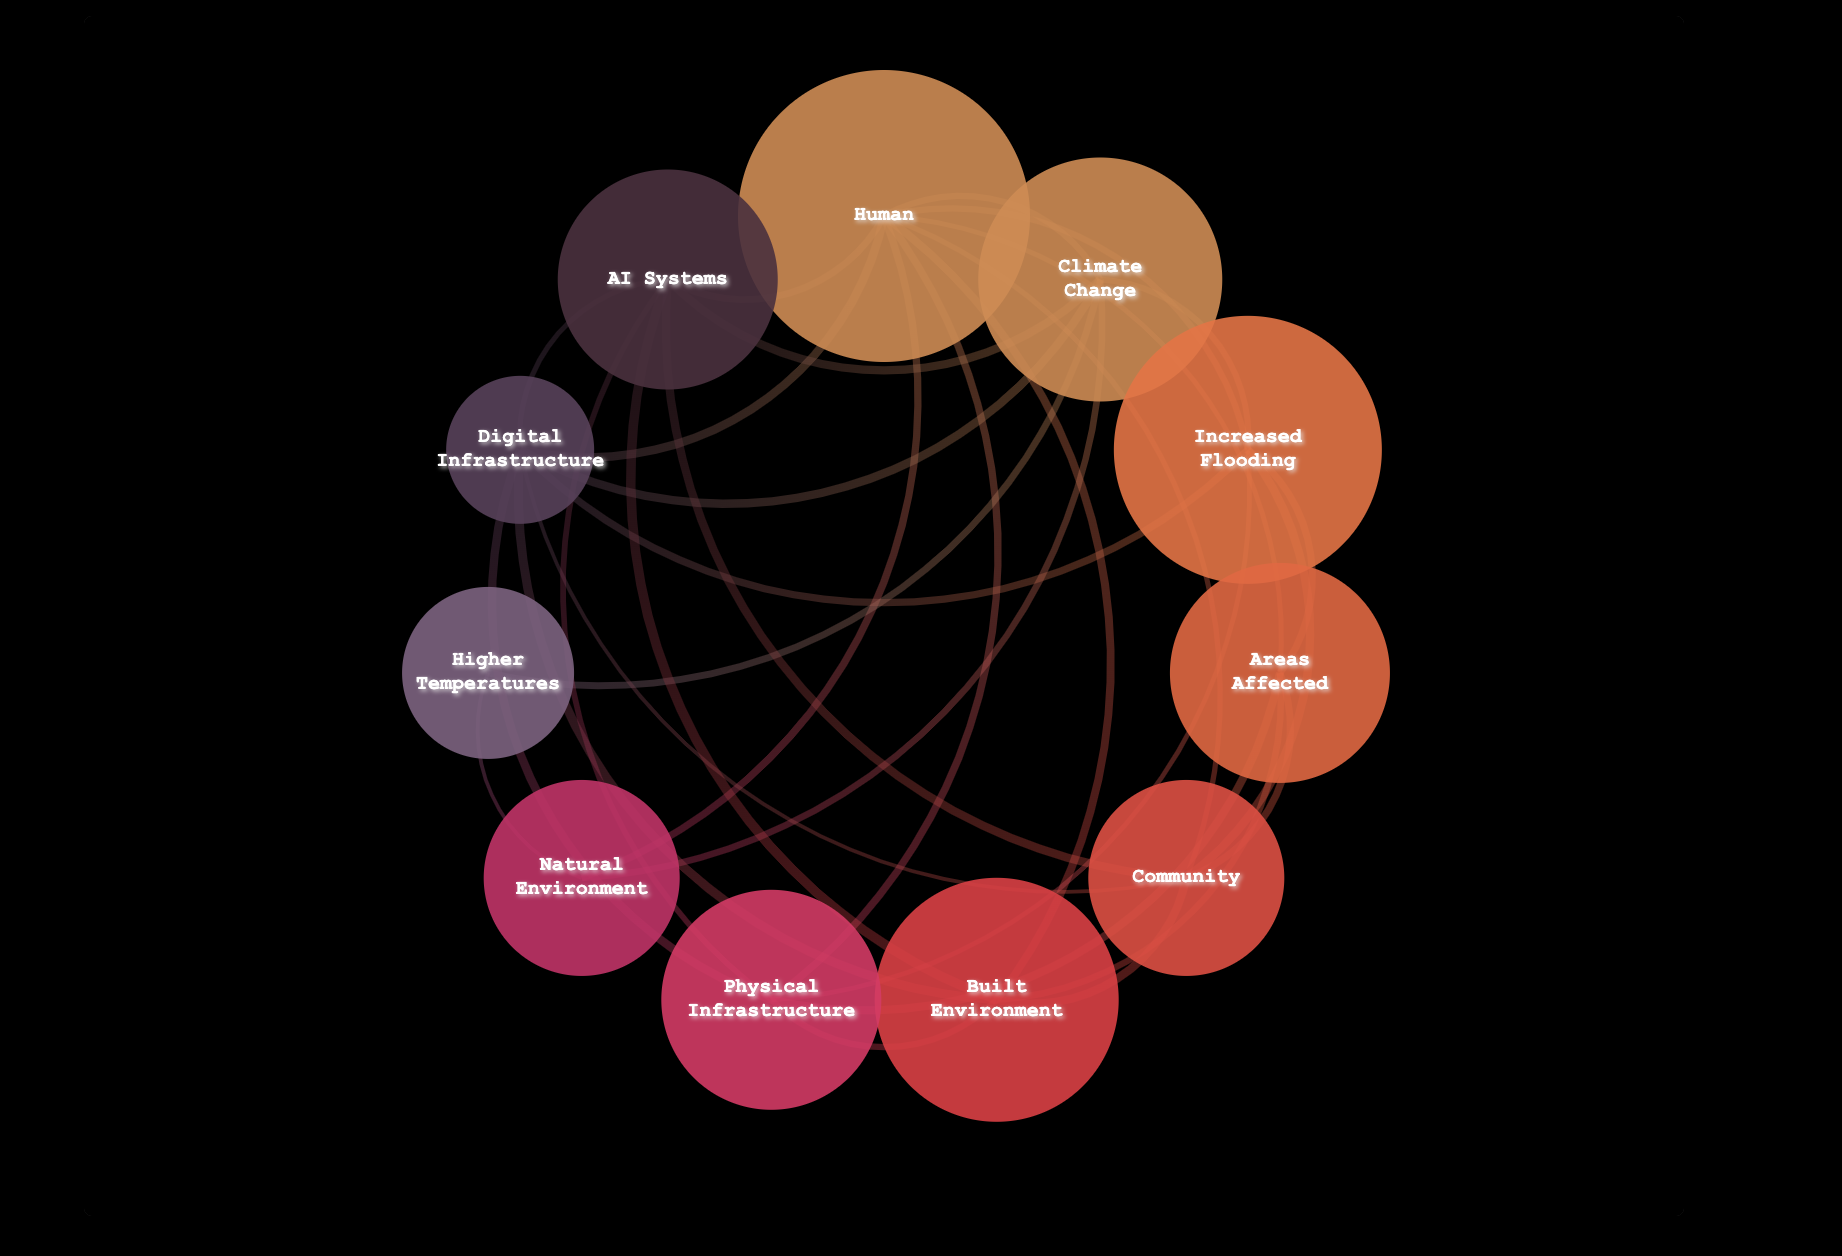 Human
Climate
Change
AI Systems
Increased
Flooding
Digital
Infrastructure
Areas
Affected
Higher
Temperatures
Community
Natural
Environment
Physical
Infrastructure
Built
Environment